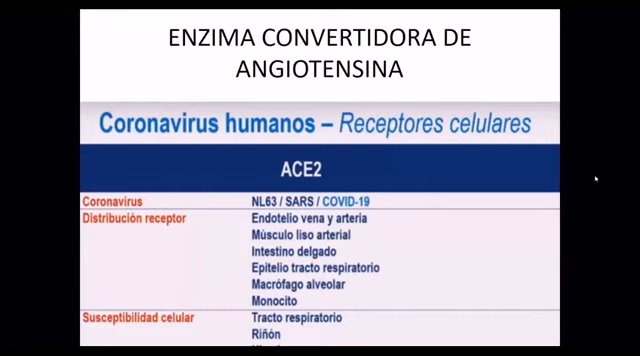 ENZIMA CONVERTIDORA DE
ANGIOTENSINA
Coronavirus humanos – Receptores celulares
ACE2
Coronavirus NL63 / SARS / COVID-19
Distribución receptor Endotelio vena y arteria
Músculo liso arterial
Intestino delgado
Epitelio tracto respiratorio
Macrófago alveolar
Monocito
Susceptibilidad celular Tracto respiratorio
Riñón